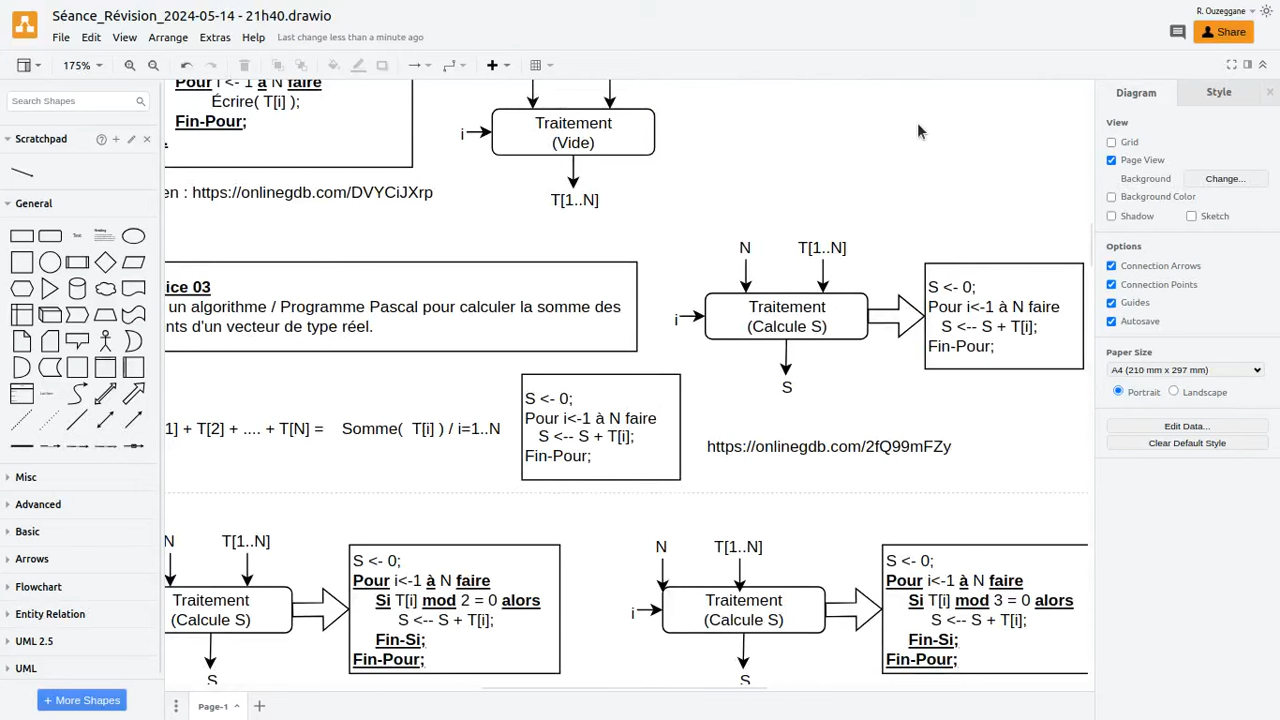 Séance_Révision_2024-05-14 - 21h40.drawio
R. Ouzeggane
File Edit View Arrange Extras Help Last change less than a minute ago
Share
175%
Search Shapes
Scratchpad
General
Text
Heading
List Item
Misc
Advanced
Basic
Arrows
Flowchart
Entity Relation
UML 2.5
UML
+ More Shapes
Pour i <- 1 à N faire
Écrire( T[i] );
Fin-Pour;
en : https://onlinegdb.com/DVYCiJXrp
i
Traitement
(Vide)
T[1..N]
ice 03
un algorithme / Programme Pascal pour calculer la somme des
nts d'un vecteur de type réel.
N T[1..N]
i
Traitement
(Calcule S)
S
S <- 0;
Pour i<-1 à N faire
S <-- S + T[i];
Fin-Pour;
1] + T[2] + .... + T[N] = Somme( T[i] ) / i=1..N
S <- 0;
Pour i<-1 à N faire
S <-- S + T[i];
Fin-Pour;
https://onlinegdb.com/2fQ99mFZy
N T[1..N]
Traitement
(Calcule S)
S
S <- 0;
Pour i<-1 à N faire
Si T[i] mod 2 = 0 alors
S <-- S + T[i];
Fin-Si;
Fin-Pour;
N T[1..N]
i
Traitement
(Calcule S)
S
S <- 0;
Pour i<-1 à N faire
Si T[i] mod 3 = 0 alors
S <-- S + T[i];
Fin-Si;
Fin-Pour;
Page-1
Diagram Style
View
Grid
Page View
Background Change...
Background Color
Shadow Sketch
Options
Connection Arrows
Connection Points
Guides
Autosave
Paper Size
A4 (210 mm x 297 mm)
Portrait Landscape
Edit Data...
Clear Default Style